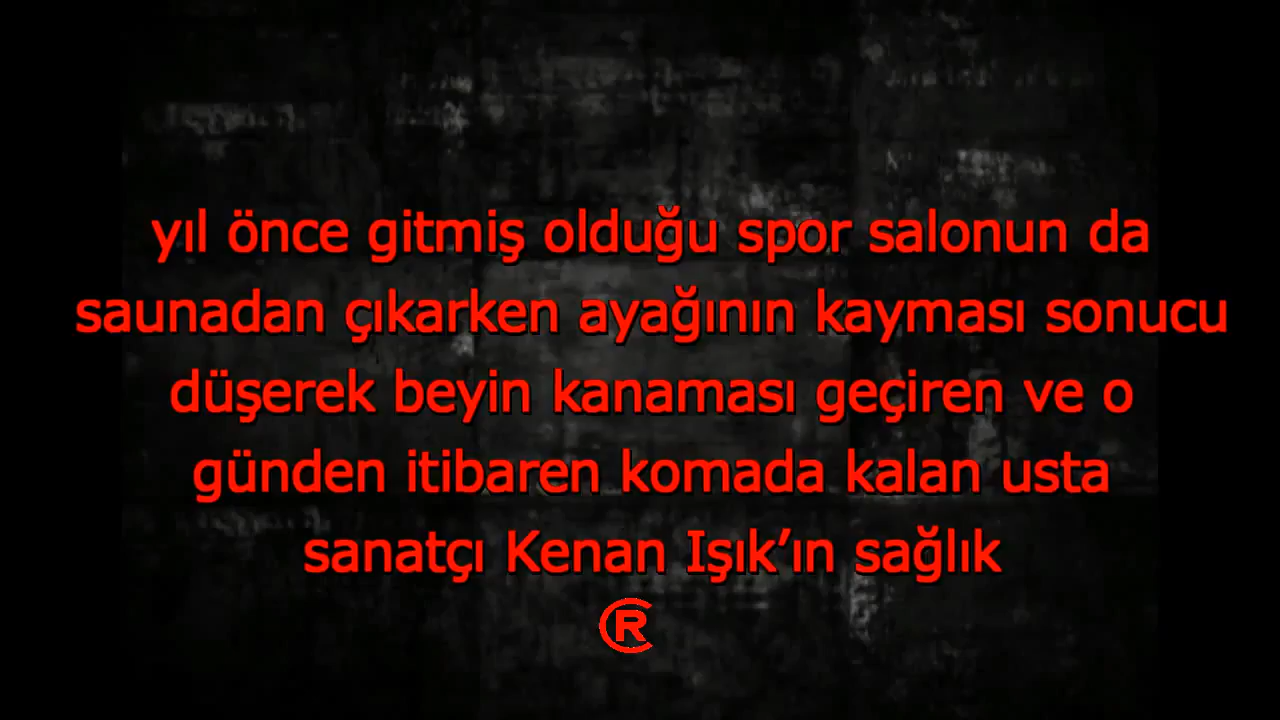 yıl önce gitmiş olduğu spor salonun da
saunadan çıkarken ayağının kayması sonucu
düşerek beyin kanaması geçiren ve o
günden itibaren komada kalan usta
sanatçı Kenan Işık’ın sağlık
R